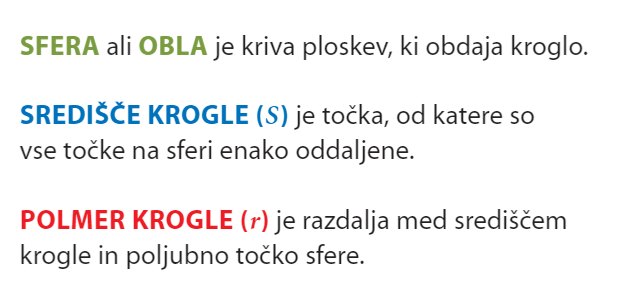 SFERA ali OBLA je kriva ploskev, ki obdaja kroglo.
SREDIŠČE KROGLE (S) je točka, od katere so
vse točke na sferi enako oddaljene.
POLMER KROGLE (r) je razdalja med središčem
krogle in poljubno točko sfere.